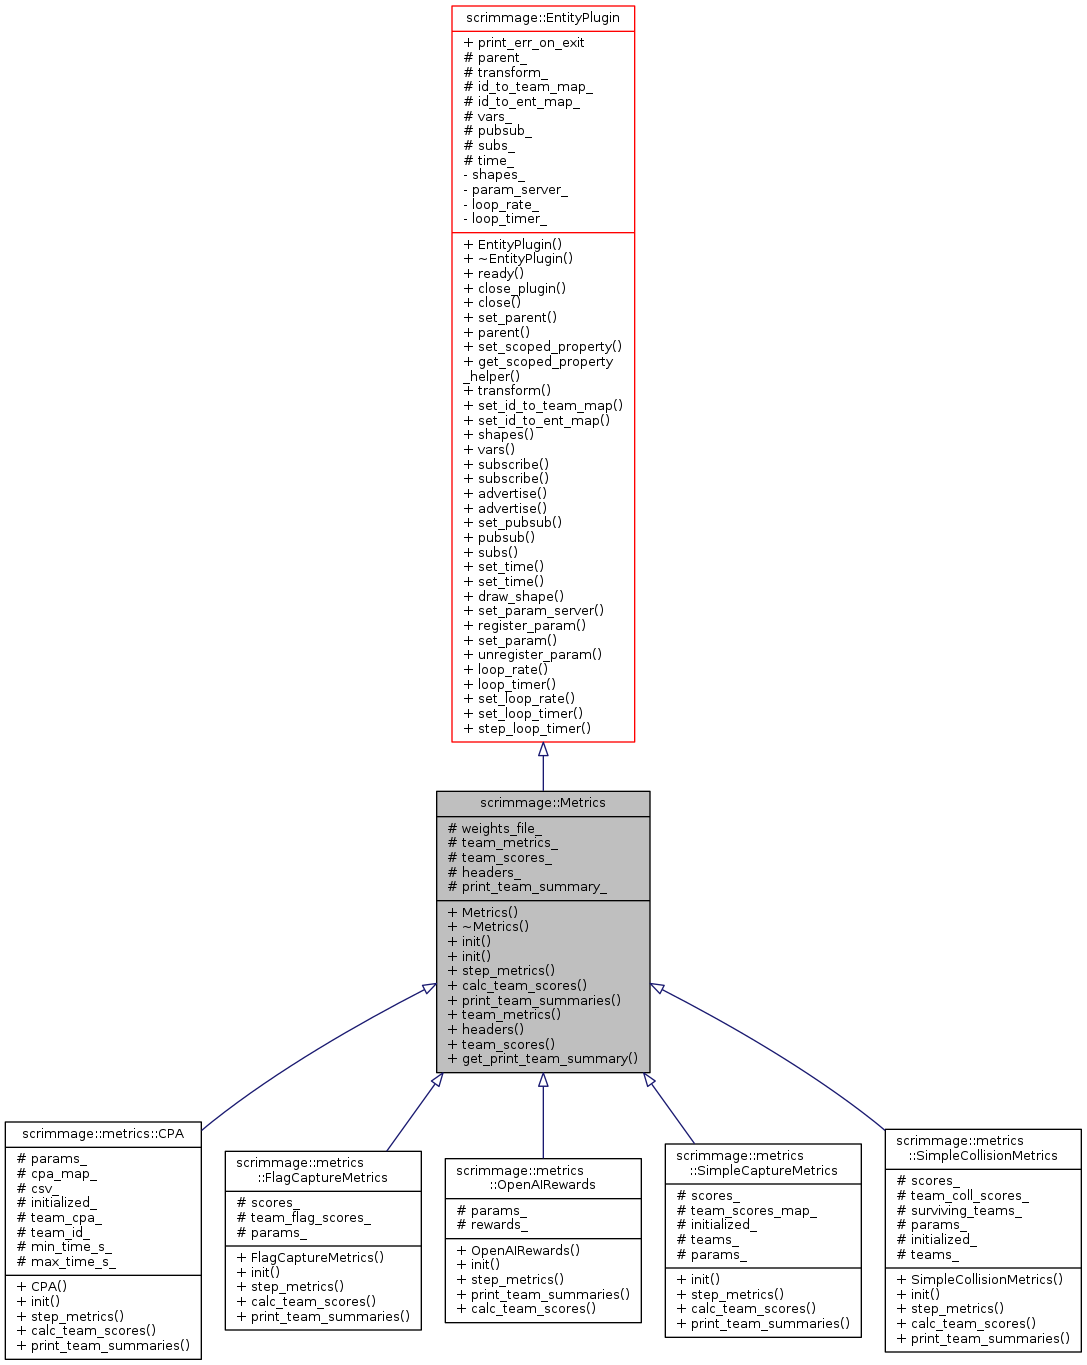 scrimmage::EntityPlugin
+ print_err_on_exit
# parent_
# transform_
# id_to_team_map_
# id_to_ent_map_
# vars_
# pubsub_
# subs_
# time_
- shapes_
- param_server_
- loop_rate_
- loop_timer_
+ EntityPlugin()
+ ~EntityPlugin()
+ ready()
+ close_plugin()
+ close()
+ set_parent()
+ parent()
+ set_scoped_property()
+ get_scoped_property
_helper()
+ transform()
+ set_id_to_team_map()
+ set_id_to_ent_map()
+ shapes()
+ vars()
+ subscribe()
+ subscribe()
+ advertise()
+ advertise()
+ set_pubsub()
+ pubsub()
+ subs()
+ set_time()
+ set_time()
+ draw_shape()
+ set_param_server()
+ register_param()
+ set_param()
+ unregister_param()
+ loop_rate()
+ loop_timer()
+ set_loop_rate()
+ set_loop_timer()
+ step_loop_timer()
scrimmage::Metrics
# weights_file_
# team_metrics_
# team_scores_
# headers_
# print_team_summary_
+ Metrics()
+ ~Metrics()
+ init()
+ init()
+ step_metrics()
+ calc_team_scores()
+ print_team_summaries()
+ team_metrics()
+ headers()
+ team_scores()
+ get_print_team_summary()
scrimmage::metrics::CPA
# params_
# cpa_map_
# csv_
# initialized_
# team_cpa_
# team_id_
# min_time_s_
# max_time_s_
+ CPA()
+ init()
+ step_metrics()
+ calc_team_scores()
+ print_team_summaries()
scrimmage::metrics
::FlagCaptureMetrics
# scores_
# team_flag_scores_
# params_
+ FlagCaptureMetrics()
+ init()
+ step_metrics()
+ calc_team_scores()
+ print_team_summaries()
scrimmage::metrics
::OpenAIRewards
# params_
# rewards_
+ OpenAIRewards()
+ init()
+ step_metrics()
+ print_team_summaries()
+ calc_team_scores()
scrimmage::metrics
::SimpleCaptureMetrics
# scores_
# team_scores_map_
# initialized_
# teams_
# params_
+ init()
+ step_metrics()
+ calc_team_scores()
+ print_team_summaries()
scrimmage::metrics
::SimpleCollisionMetrics
# scores_
# team_coll_scores_
# surviving_teams_
# params_
# initialized_
# teams_
+ SimpleCollisionMetrics()
+ init()
+ step_metrics()
+ calc_team_scores()
+ print_team_summaries()